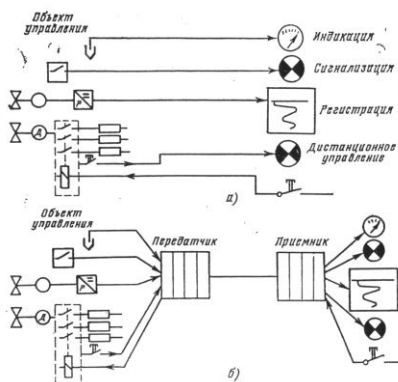 Объект
управления
Индикация
Сигнализация
Регистрация
Д
Дистанционное
управление
а)
Объект
управления
Передатчик
Приемник
Д
б)